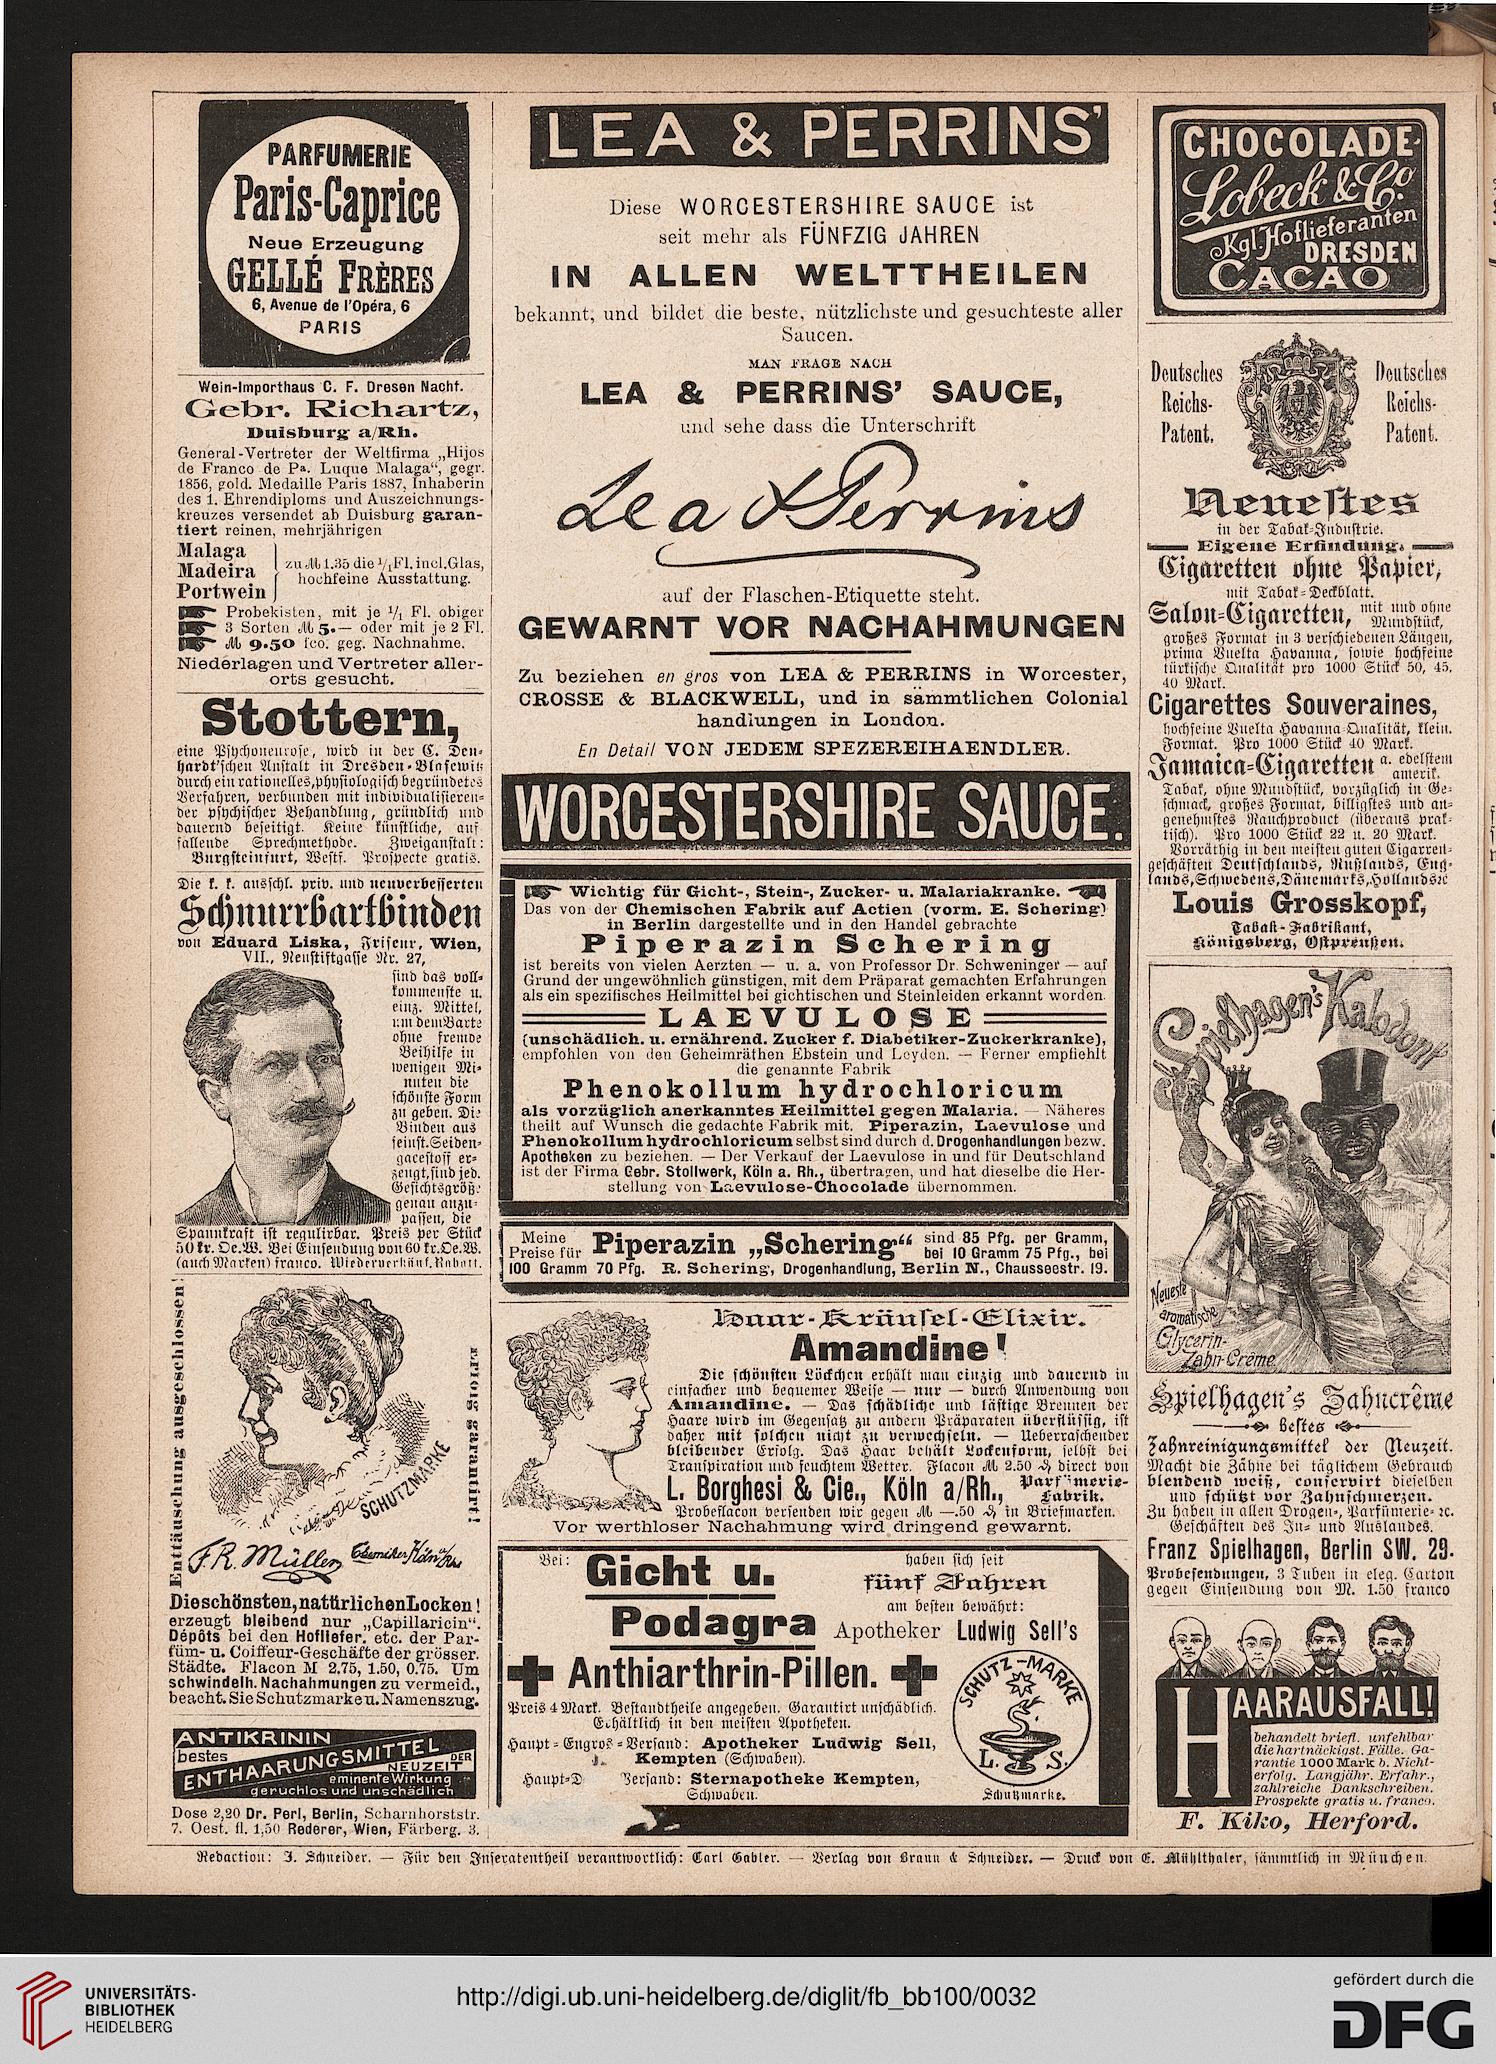 PARFUMERIE
Paris-Caprice
Neue Erzeugung
GELLÉ FRÈRES
6, Avenue de l'Opéra, 6
PARIS
Wein-Importhaus C. F. Dresen Nachf.
Gebr. Richartz,
Duisburg a/Rh.
General-Vertreter der Weltfirma „Hijos
de Franco de Pª. Luque Malaga“, gegr.
1856, gold. Medaille Paris 1887, Inhaberin
des 1. Ehrendiploms und Auszeichnungs-
kreuzes versendet ab Duisburg garan-
tiert reinen, mehrjährigen
Malaga
Madeira
Portwein
zu M 1.35 die 1/1 Fl. incl. Glas,
hochfeine Ausstattung.
Probekisten, mit je 1/1 Fl. obiger
3 Sorten M 5.— oder mit je 2 Fl.
M 9.50 fco. geg. Nachnahme.
Niederlagen und Vertreter aller-
orts gesucht.
Stottern,
eine Psychoneurose, wird in der C. Den-
hardt'schen Anstalt in Dresden-Blasewitz
durch ein rationelles, physiologisch begründetes
Verfahren, verbunden mit individualisieren-
der psychischer Behandlung, gründlich und
dauernd beseitigt. Keine künstliche, auf
fallende Sprechmethode. Zweiganstalt:
Burgsteinfurt, Westf. Prospecte gratis.
Die k. k. ausschl. priv. und neuverbesserten
Schnurrbartbinden
von Eduard Liska, Friseur, Wien,
VII., Neustiftgasse Nr. 27,
sind das voll-
kommenste u.
einz. Mittel,
um dem Barte
ohne fremde
Beihilfe in
wenigen Mi-
nuten die
schönste Form
zu geben. Die
Binden aus
feinst. Seiden-
gacestoff er-
zeugt, sind jed.
Gesichtsgröße
genau anzu-
passen, die
Spannkraft ist regulirbar. Preis per Stück
50 kr. Oe. W. Bei Einsendung von 60 kr. Oe. W.
(auch Marken) franco. Wiederverkäuf. Rabatt.
Enttäuschung ausgeschlossen!
Erfolg garantirt!
SCHUTZMARKE
F. R. Müller Chemiker Köln a/Rh
Die schönsten, natürlichen Locken!
erzeugt bleibend nur „Capillaricin“.
Dépôts bei den Hofliefer. etc. der Par-
füm- u. Coiffeur-Geschäfte der grösser.
Städte. Flacon M 2.75, 1.50, 0.75. Um
schwindelh. Nachahmungen zu vermeid.,
beacht. Sie Schutzmarke u. Namenszug.
ANTIKRININ
bestes
ENTHAARUNGSMITTEL
DER
NEUZEIT
eminente Wirkung
geruchlos und unschädlich
Dose 2,20 Dr. Perl, Berlin, Scharnhorststr.
7. Oest. fl. 1,50 Rederer, Wien, Färberg. 3.
LEA & PERRINS'
Diese WORCESTERSHIRE SAUCE ist
seit mehr als FÜNFZIG JAHREN
IN ALLEN WELTTHEILEN
bekannt, und bildet die beste, nützlichste und gesuchteste aller
Saucen.
MAN FRAGE NACH
LEA & PERRINS' SAUCE,
und sehe dass die Unterschrift
Lea & Perrins
auf der Flaschen-Etiquette steht.
GEWARNT VOR NACHAHMUNGEN
Zu beziehen en gros von LEA & PERRINS in Worcester,
CROSSE & BLACKWELL, und in sämmtlichen Colonial
handlungen in London.
En Detail VON JEDEM SPEZEREIHAENDLER.
WORCESTERSHIRE SAUCE.
Wichtig für Gicht-, Stein-, Zucker- u. Malariakranke.
Das von der Chemischen Fabrik auf Actien (vorm. E. Schering)
in Berlin dargestellte und in den Handel gebrachte
Piperazin Schering
ist bereits von vielen Aerzten — u. a. von Professor Dr. Schweninger — auf
Grund der ungewöhnlich günstigen, mit dem Präparat gemachten Erfahrungen
als ein spezifisches Heilmittel bei gichtischen und Steinleiden erkannt worden.
LAEVULOSE
(unschädlich. u. ernährend. Zucker f. Diabetiker-Zuckerkranke),
empfohlen von den Geheimräthen Ebstein und Leyden. — Ferner empfiehlt
die genannte Fabrik
Phenokollum hydrochloricum
als vorzüglich anerkanntes Heilmittel gegen Malaria. — Näheres
theilt auf Wunsch die gedachte Fabrik mit. Piperazin, Laevulose und
Phenokollum hydrochloricum selbst sind durch d. Drogenhandlungen bezw.
Apotheken zu beziehen. — Der Verkauf der Laevulose in und für Deutschland
ist der Firma Gebr. Stollwerk, Köln a. Rh., übertragen, und hat dieselbe die Her-
stellung von Laevulose-Chocolade übernommen.
Meine
Preise für
Piperazin „Schering“
sind 85 Pfg. per Gramm,
bei 10 Gramm 75 Pfg., bei
100 Gramm 70 Pfg. R. Schering, Drogenhandlung, Berlin N., Chausseestr. 19.
Haar-Kräusel-Elixir.
Amandine!
Die schönsten Löckchen erhält man einzig und dauernd in
einfacher und bequemer Weise — nur — durch Anwendung von
Amandine. — Das schädliche und lästige Brennen der
Haare wird im Gegensatz zu andern Präparaten überflüssig, ist
daher mit solchen nicht zu verwechseln. — Ueberraschender
bleibender Erfolg. Das Haar behält Lockenform, selbst bei
Transpiration und feuchtem Wetter. Flacon M 2.50 ₰ direct von
L. Borghesi & Cie., Köln a/Rh.,
Parfümerie-
Fabrik.
Probeflacon versenden wir gegen M —.50 ₰ in Briefmarken.
Vor werthloser Nachahmung wird dringend gewarnt.
Bei:
Gicht u.
Podagra
haben sich seit
fünf Jahren
am besten bewährt:
Apotheker Ludwig Sell's
Anthiarthrin-Pillen.
Preis 4 Mark. Bestandtheile angegeben. Garantirt unschädlich.
Erhältlich in den meisten Apotheken.
Haupt-Engros-Versand: Apotheker Ludwig Sell,
Kempten (Schwaben).
Haupt-D Versand: Sternapotheke Kempten,
Schwaben.
SCHUTZ-MARKE
L. S.
Schutzmarke.
CHOCOLADE
Lobeck & Co
Kgl. Hoflieferanten
DRESDEN
CACAO
Deutsches
Reichs-
Patent.
Deutsches
Reichs-
Patent.
Neuestes
in der Tabak-Industrie.
Eigene Erfindung.
Cigaretten ohne Papier,
mit Tabak-Deckblatt.
Salon-Cigaretten, mit und ohne
Mundstück,
großes Format in 3 verschiedenen Längen,
prima Vuelta Havanna, sowie hochfeine
türkische Qualität pro 1000 Stück 50, 45,
40 Mark.
Cigarettes Souveraines,
hochfeine Vuelta Havanna-Qualität, klein.
Format. Pro 1000 Stück 40 Mark.
Jamaica-Cigaretten a. edelstem
amerik.
Tabak, ohne Mundstück, vorzüglich in Ge-
schmack, großes Format, billigstes und an-
genehmstes Rauchproduct (überaus prak-
tisch). Pro 1000 Stück 22 u. 20 Mark.
Vorräthig in den meisten guten Cigarren-
geschäften Deutschlands, Rußlands, Eng-
lands, Schwedens, Dänemarks, Hollands ꝛc
Louis Grosskopf,
Tabak-Fabrikant,
Königsberg, Ostpreußen.
Spielhagen's Kalodont
Neueste
aromatische
Glycerin-
Zahn-Crème
Spielhagen's Zahncrême
bestes
Zahnreinigungsmittel der Neuzeit.
Macht die Zähne bei täglichem Gebrauch
blendend weiß, conservirt dieselben
und schützt vor Zahnschmerzen.
Zu haben in allen Drogen-, Parfümerie- ꝛc.
Geschäften des In- und Auslandes.
Franz Spielhagen, Berlin SW. 29.
Probesendungen, 3 Tuben in eleg. Carton
gegen Einsendung von M. 1.50 franco
HAARAUSFALL!
behandelt briefl. unfehlbar
die hartnäckigst. Fälle. Ga-
rantie 1000 Mark b. Nicht-
erfolg. Langjähr. Erfahr.,
zahlreiche Dankschreiben.
Prospekte gratis u. franco.
F. Kiko, Herford.
Redaction: J. Schneider. — Für den Inseratentheil verantwortlich: Carl Gabler. — Verlag von Braun & Schneider. — Druck von E. Mühlthaler, sämmtlich in München.
UNIVERSITÄTS-
BIBLIOTHEK
HEIDELBERG
http://digi.ub.uni-heidelberg.de/diglit/fb_bb100/0032
gefördert durch die
DFG